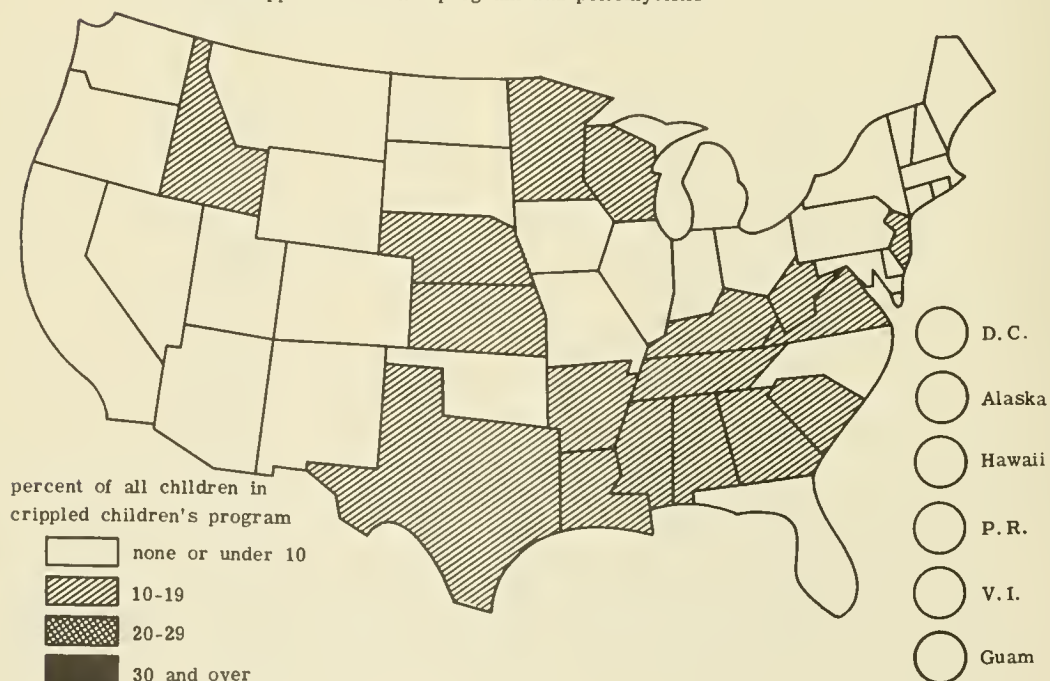 percent of all children in
crippled children's program
none or under 10
10-19
20-29
30 and over
D.C.
Alaska
Hawaii
P.R.
V.I.
Guam